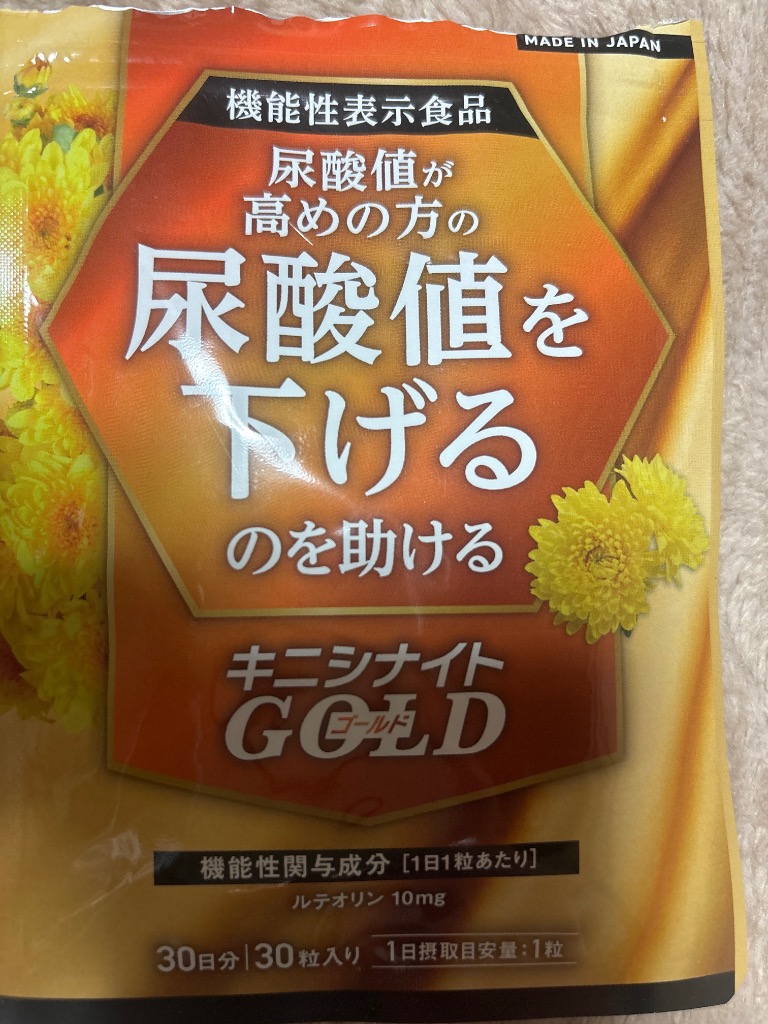 MADE IN JAPAN
機能性表示食品
尿酸値が
高めの方の
尿酸値を
下げる
のを助ける
キニシナイト
GOLD
ゴールド
機能性関与成分 [1日1粒あたり]
ルテオリン 10mg
30日分|30粒入り 1日摂取目安量:1粒